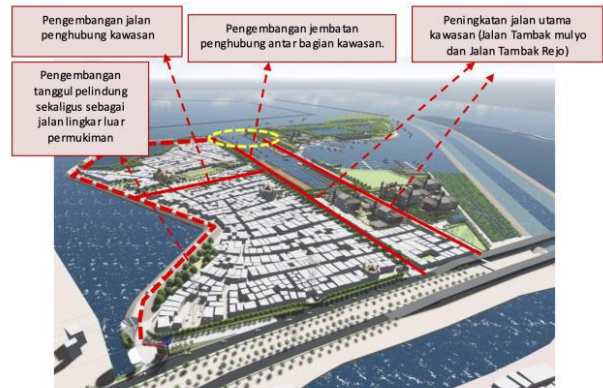 Pengembangan jalan
penghubung kawasan
Pengembangan jembatan
penghubung antar bagian kawasan.
Peningkatan jalan utama
kawasan (Jalan Tambak mulyo
dan Jalan Tambak Rejo)
Pengembangan
tanggul pelindung
sekaligus sebagai
jalan lingkar luar
permukiman